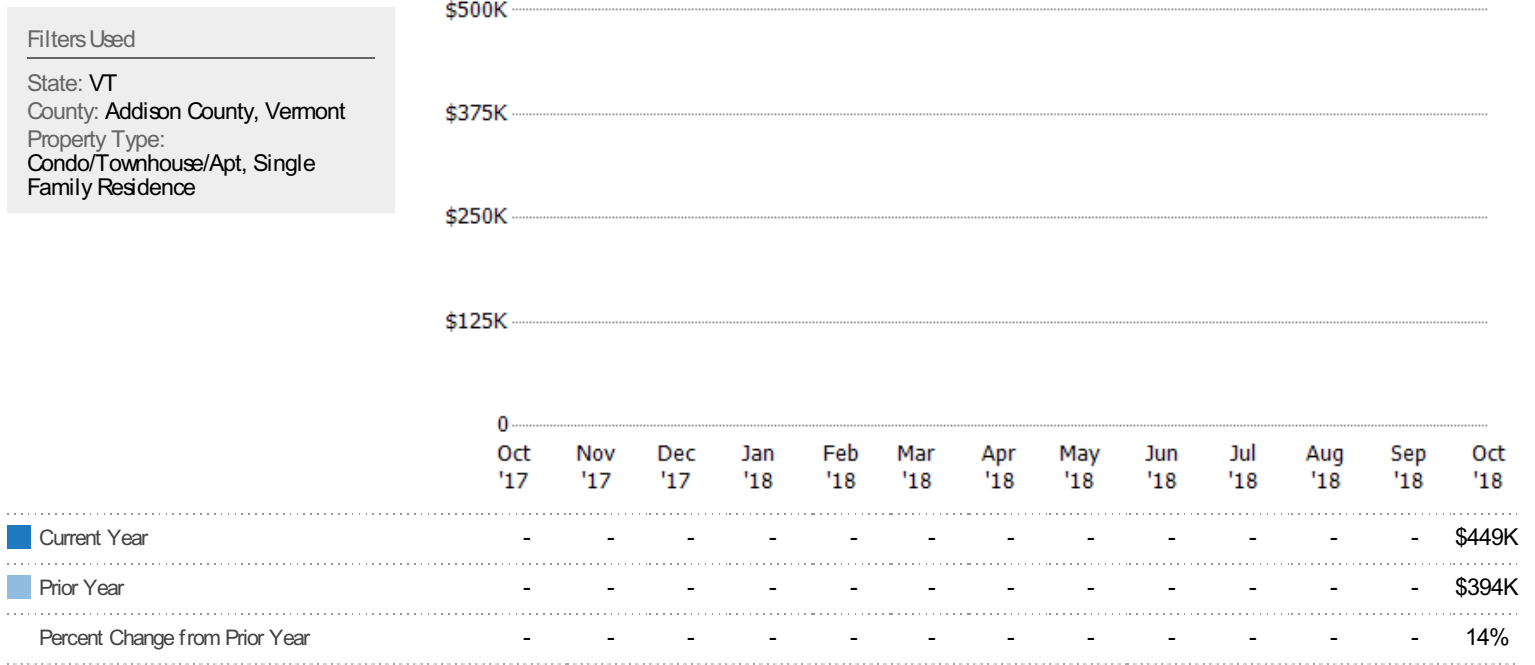 Filters Used
State: VT
County: Addison County, Vermont
Property Type:
Condo/Townhouse/Apt, Single
Family Residence
$500K
$375K
$250K
$125K
0
Oct Nov Dec Jan Feb Mar Apr May Jun Jul Aug Sep Oct
'17 '17 '17 '18 '18 '18 '18 '18 '18 '18 '18 '18 '18
Current Year - - - - - - - - - - - - $449K
Prior Year - - - - - - - - - - - - $394K
Percent Change from Prior Year - - - - - - - - - - - - 14%